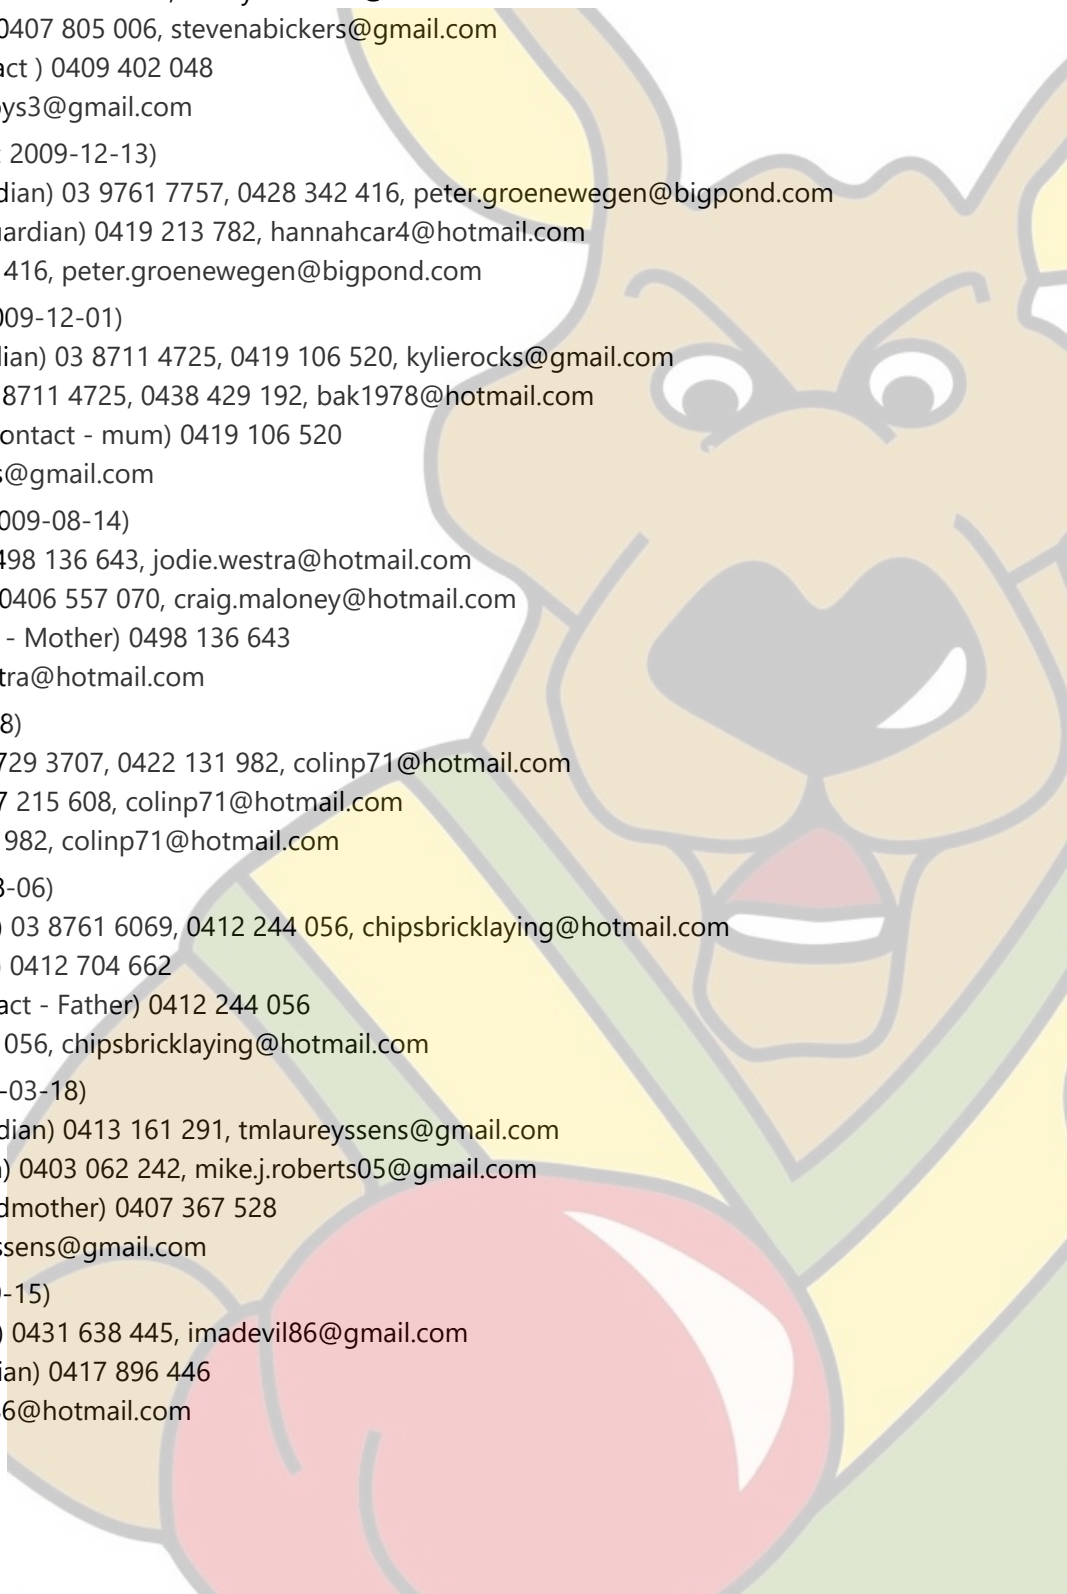 0407 805 006, stevenabickers@gmail.com
act ) 0409 402 048
oys3@gmail.com
: 2009-12-13)
dian) 03 9761 7757, 0428 342 416, peter.groenewegen@bigpond.com
uardian) 0419 213 782, hannahcar4@hotmail.com
416, peter.groenewegen@bigpond.com
009-12-01)
dian) 03 8711 4725, 0419 106 520, kylierocks@gmail.com
8711 4725, 0438 429 192, bak1978@hotmail.com
ontact - mum) 0419 106 520
s@gmail.com
009-08-14)
498 136 643, jodie.westra@hotmail.com
0406 557 070, craig.maloney@hotmail.com
- Mother) 0498 136 643
tra@hotmail.com
8)
729 3707, 0422 131 982, colinp71@hotmail.com
7 215 608, colinp71@hotmail.com
982, colinp71@hotmail.com
3-06)
) 03 8761 6069, 0412 244 056, chipsbricklaying@hotmail.com
) 0412 704 662
act - Father) 0412 244 056
056, chipsbricklaying@hotmail.com
-03-18)
dian) 0413 161 291, tmlaureyssens@gmail.com
n) 0403 062 242, mike.j.roberts05@gmail.com
dmother) 0407 367 528
ssens@gmail.com
9-15)
) 0431 638 445, imadevil86@gmail.com
ian) 0417 896 446
86@hotmail.com